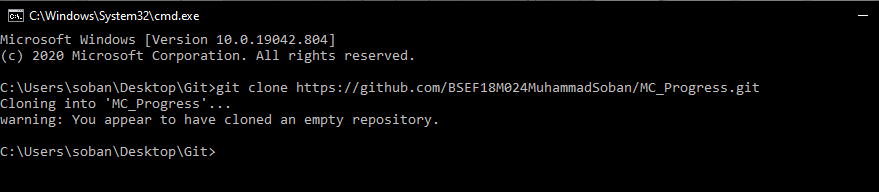 C:\Windows\System32\cmd.exe
Microsoft Windows [Version 10.0.19042.804]
(c) 2020 Microsoft Corporation. All rights reserved.
C:\Users\soban\Desktop\Git>git clone https://github.com/BSEF18M024MuhammadSoban/MC_Progress.git
Cloning into 'MC_Progress'...
warning: You appear to have cloned an empty repository.
C:\Users\soban\Desktop\Git>